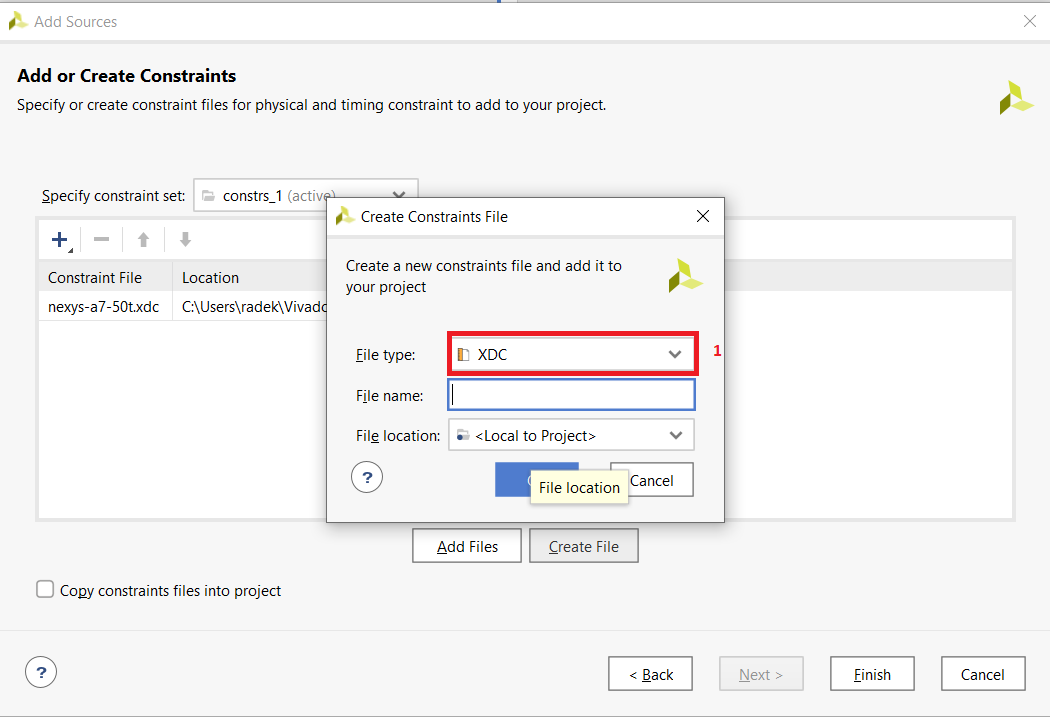 Add Sources
Add or Create Constraints
Specify or create constraint files for physical and timing constraint to add to your project.
Specify constraint set: constrs_1 (active)
Constraint File Location
nexys-a7-50t.xdc C:\Users\radek\Vivado
Create Constraints File
Create a new constraints file and add it to
your project
File type: XDC 1
File name:
File location: <Local to Project>
? Cancel
File location
Add Files Create File
Copy constraints files into project
? < Back Next > Finish Cancel